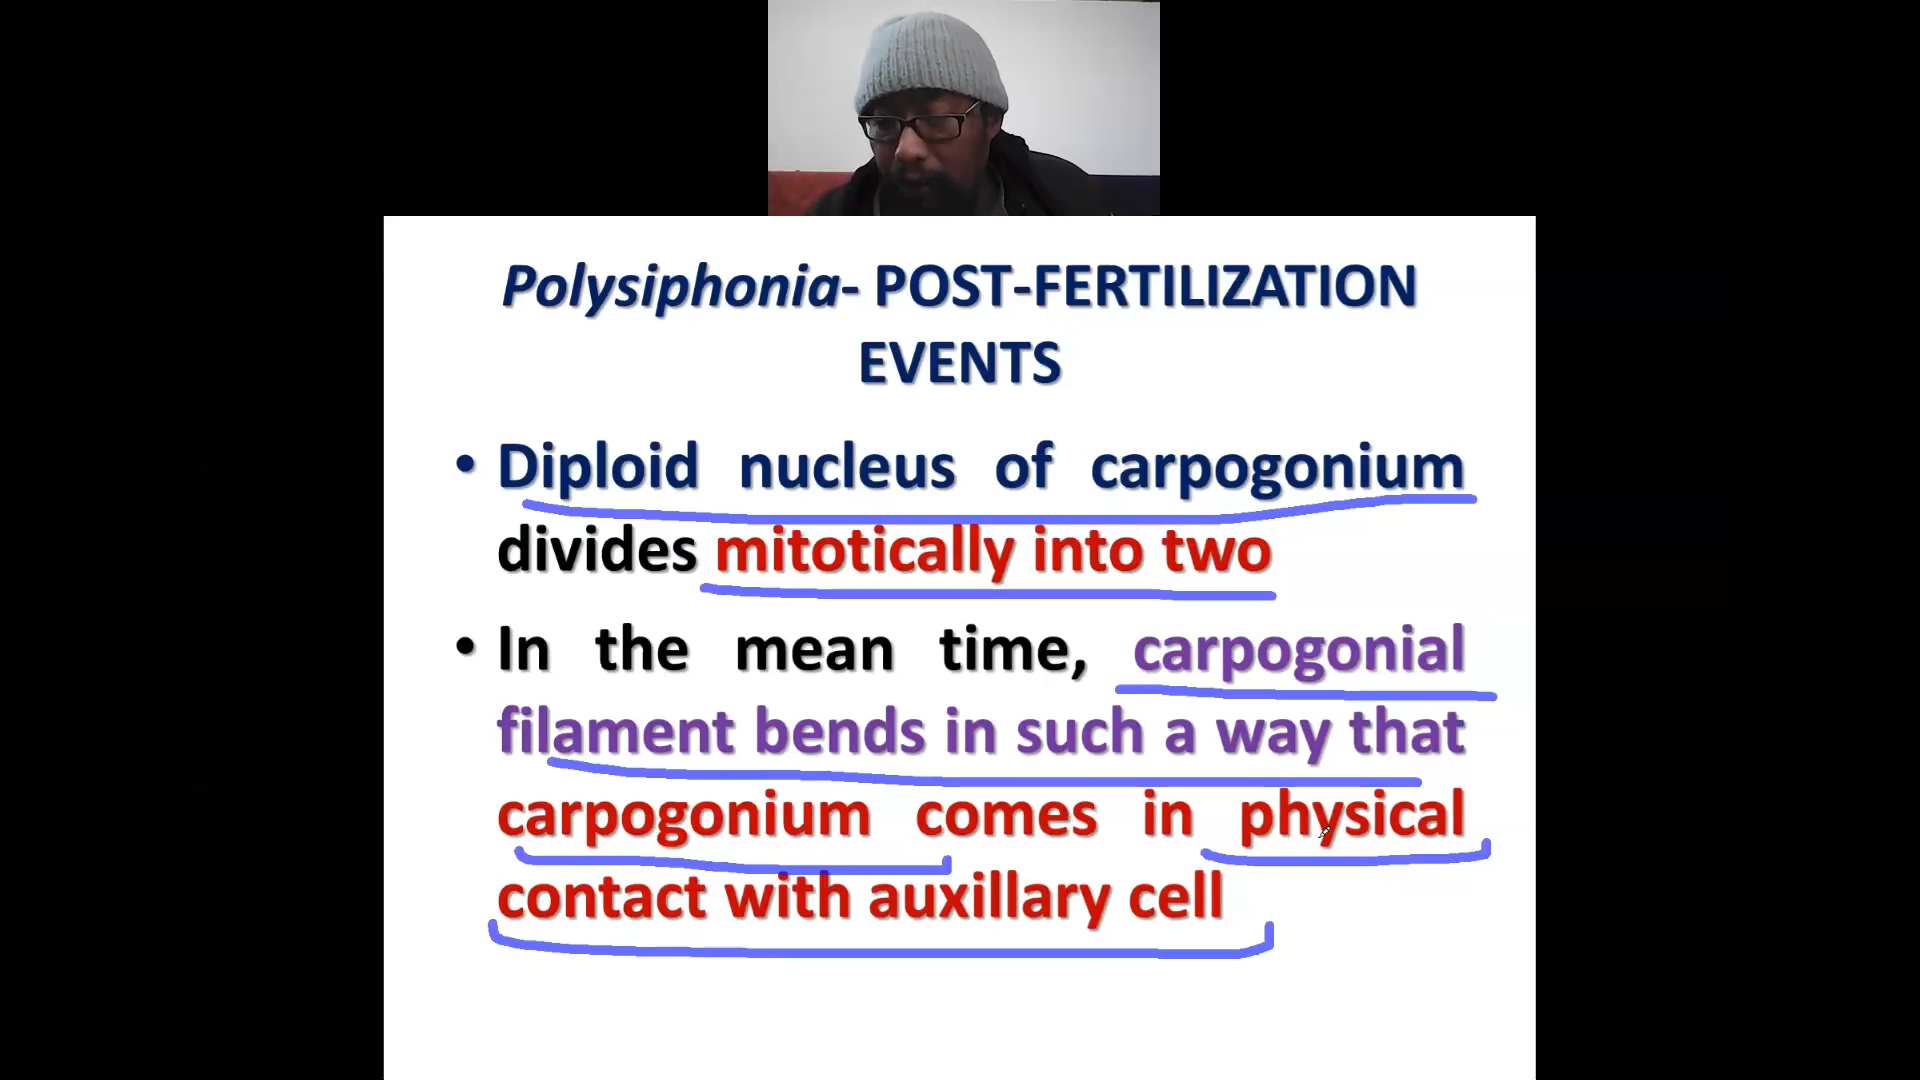 Polysiphonia- POST-FERTILIZATION
EVENTS
• Diploid nucleus of carpogonium
divides mitotically into two
• In the mean time, carpogonial
filament bends in such a way that
carpogonium comes in physical
contact with auxillary cell